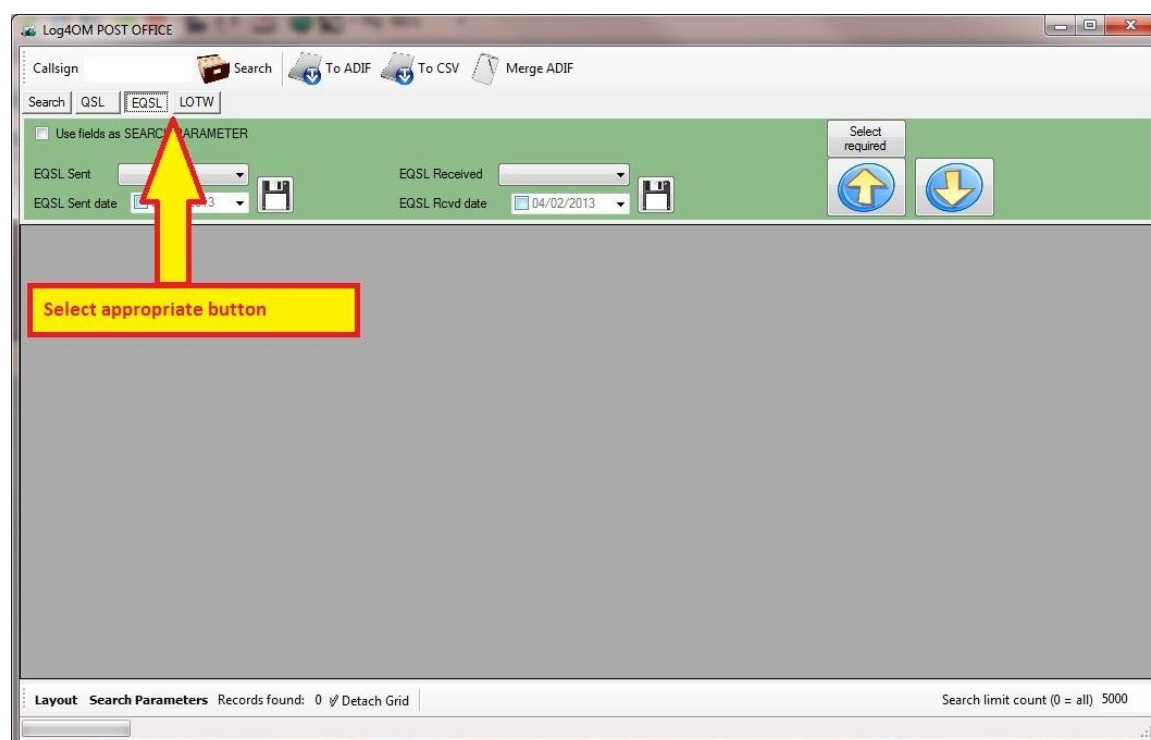 Log4OM POST OFFICE
Callsign Search To ADIF To CSV Merge ADIF
Search QSL EQSL LOTW
Use fields as SEARCH PARAMETER
Select
required
EQSL Sent EQSL Received
EQSL Sent date EQSL Rcvd date 04/02/2013
Select appropriate button
Layout Search Parameters Records found: 0 Detach Grid Search limit count (0 = all) 5000